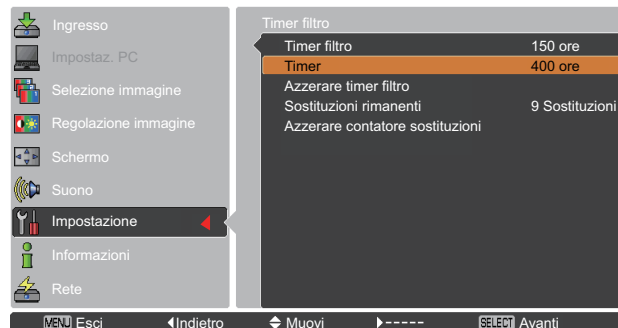 Ingresso
Impostaz. PC
Selezione immagine
Regolazione immagine
Schermo
Suono
Impostazione
Informazioni
Rete
Timer filtro
Timer filtro 150 ore
Timer 400 ore
Azzerare timer filtro
Sostituzioni rimanenti 9 Sostituzioni
Azzerare contatore sostituzioni
MENU Esci Indietro Muovi ----- SELECT Avanti